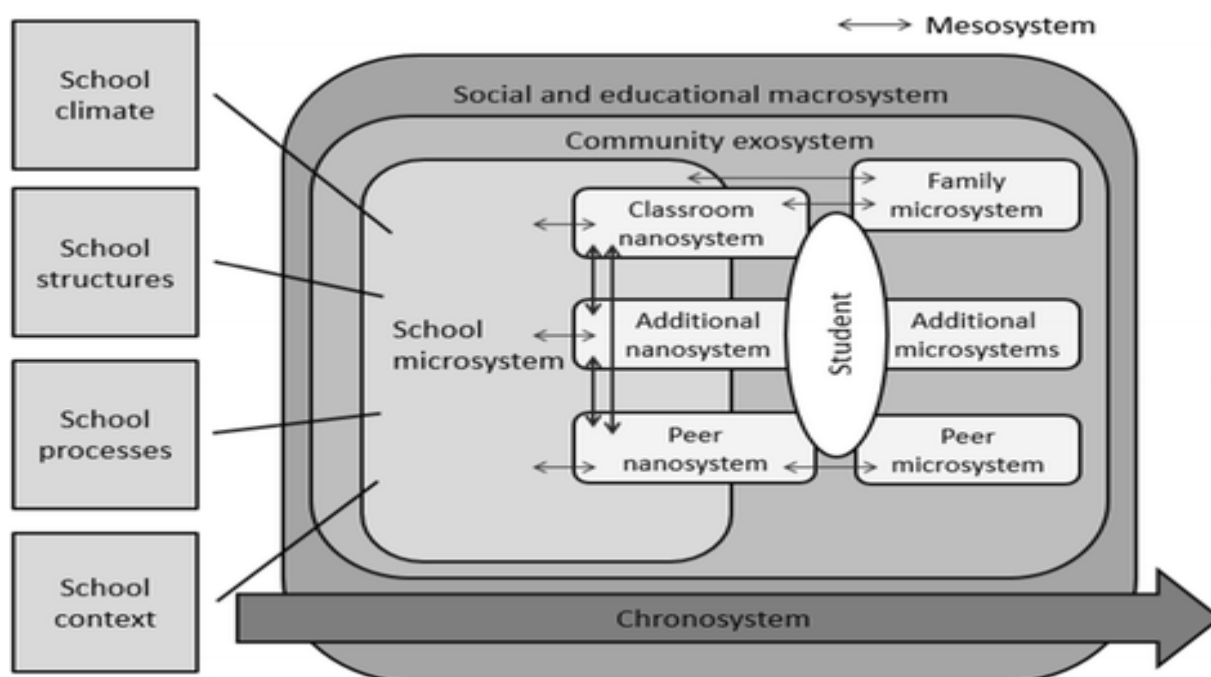 Mesosystem
School
climate
School
structures
School
processes
School
context
Social and educational macrosystem
Community exosystem
School
microsystem
Classroom
nanosystem
Additional
nanosystem
Peer
nanosystem
Student
Family
microsystem
Additional
microsystems
Peer
microsystem
Chronosystem